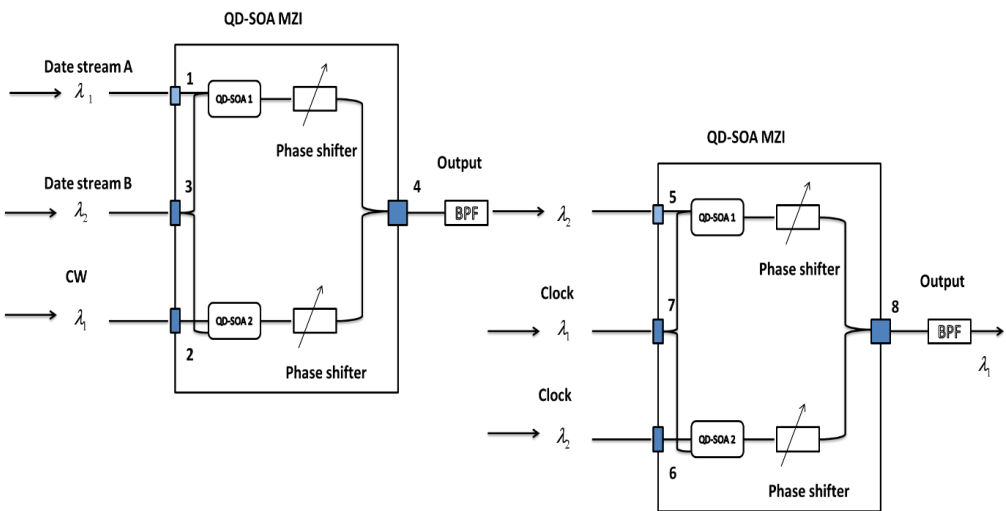 QD-SOA MZI
Date stream A
λ 1
1
QD-SOA 1
Phase shifter
Date stream B
λ2
3
4
Output
BPF
CW
λ1
QD-SOA 2
2
Phase shifter
QD-SOA MZI
5
λ2
QD-SOA 1
Phase shifter
Clock
λ1
7
8
Output
BPF
λ1
Clock
λ2
QD-SOA 2
6
Phase shifter